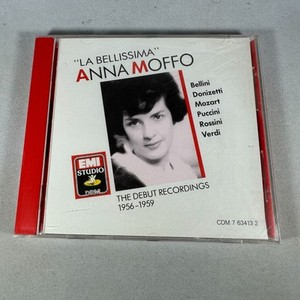 "LA BELLISSIMA"
ANNA MOFFO
Bellini
Donizetti
Mozart
Puccini
Rossini
Verdi
EMI
STUDIO
THE DEBUT RECORDINGS
1956-1959
CDM 7 63413 2